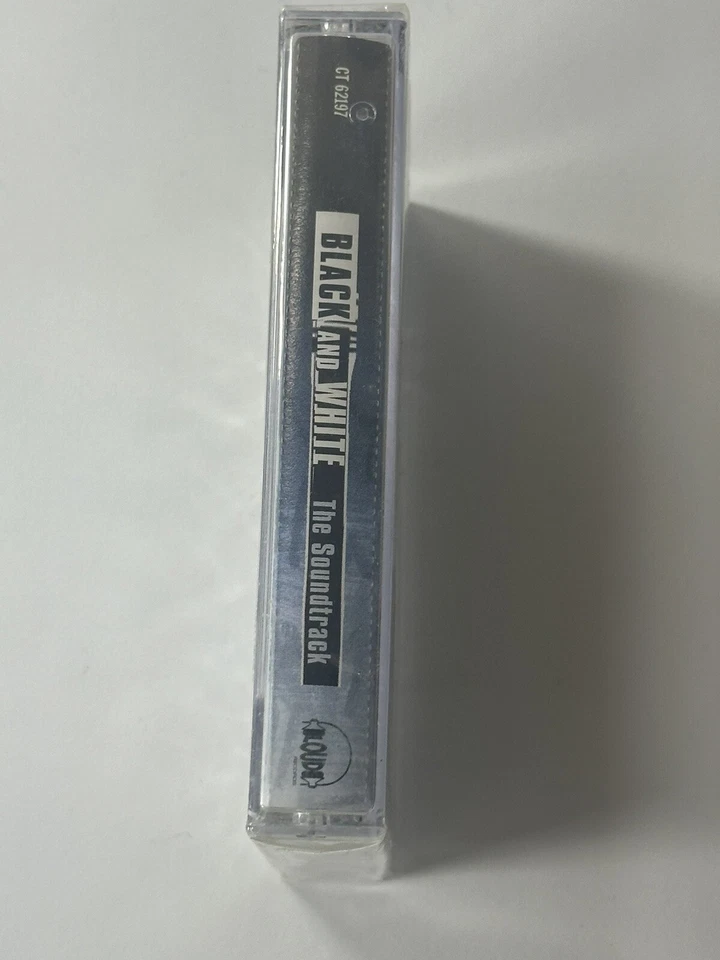 CT 62197
BLACK AND WHITE The Soundtrack
LOUD